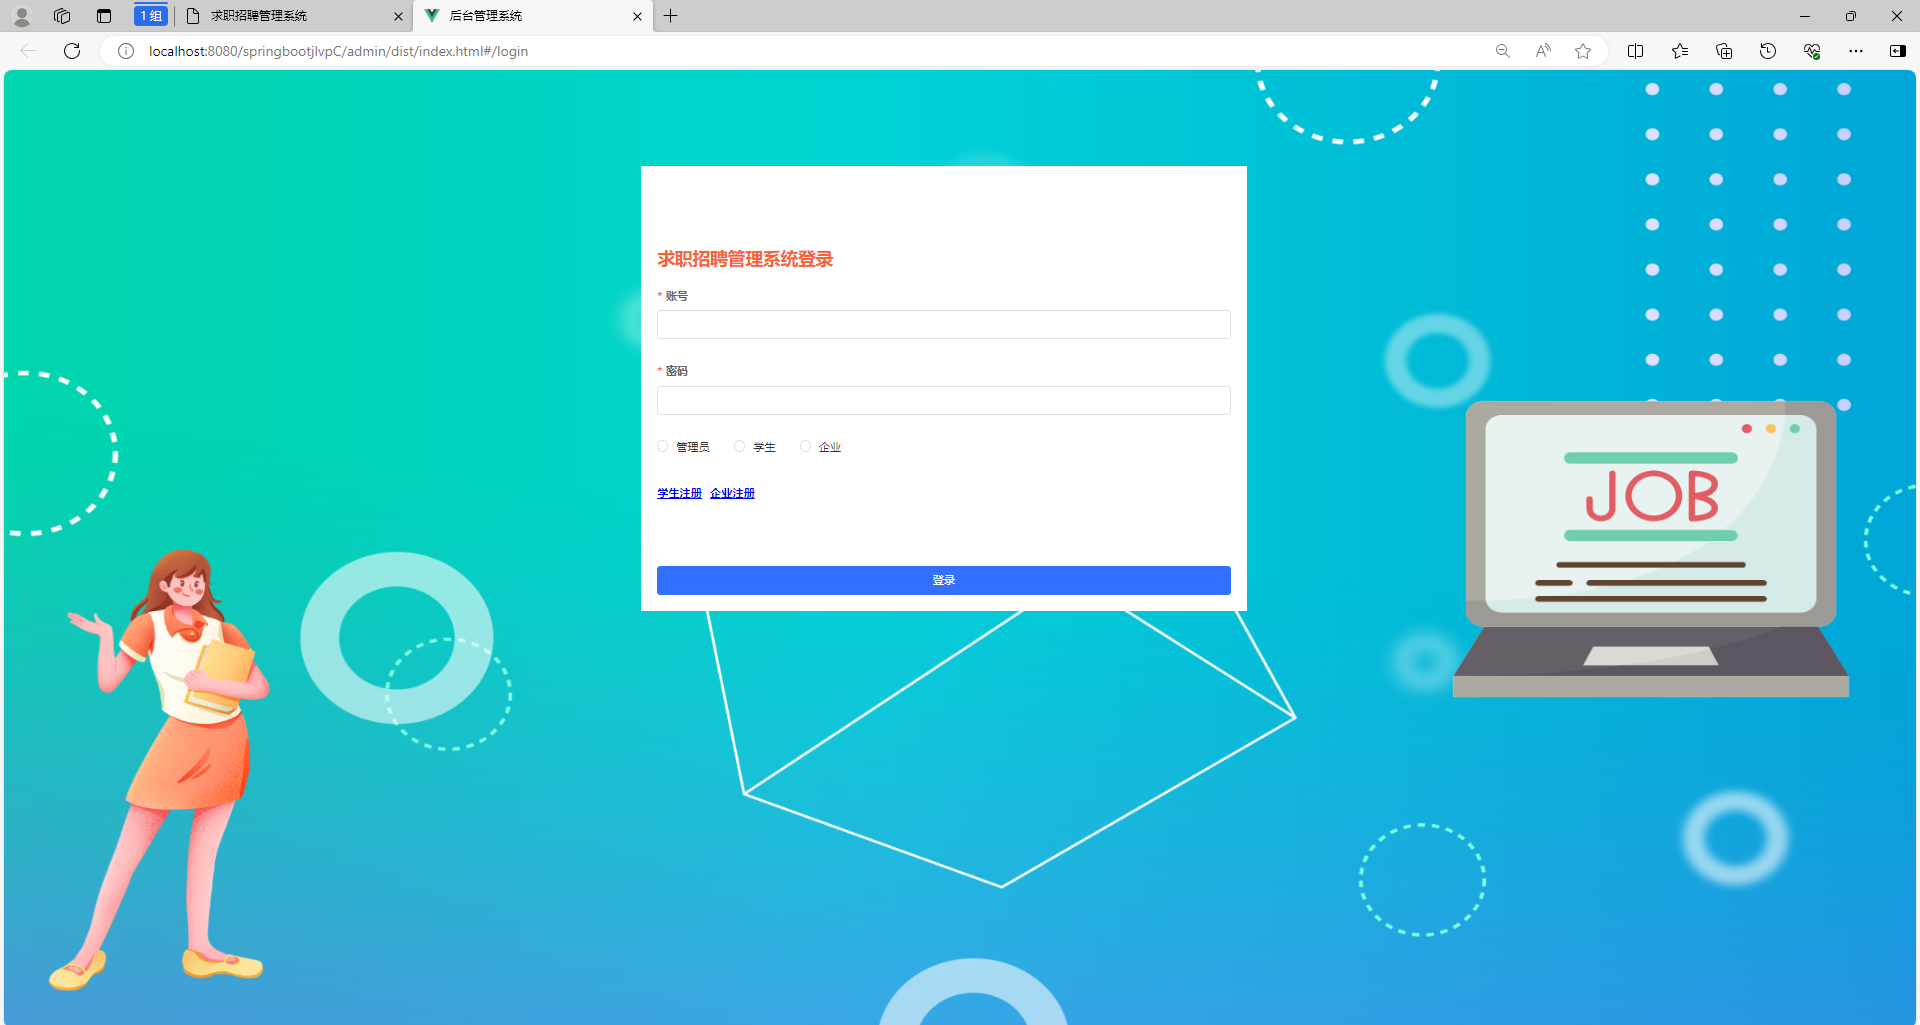 1 组
求职招聘管理系统
后台管理系统
localhost:8080/springbootjlvpC/admin/dist/index.html#/login
求职招聘管理系统登录
* 账号
* 密码
管理员 学生 企业
学生注册 企业注册
登录
JOB